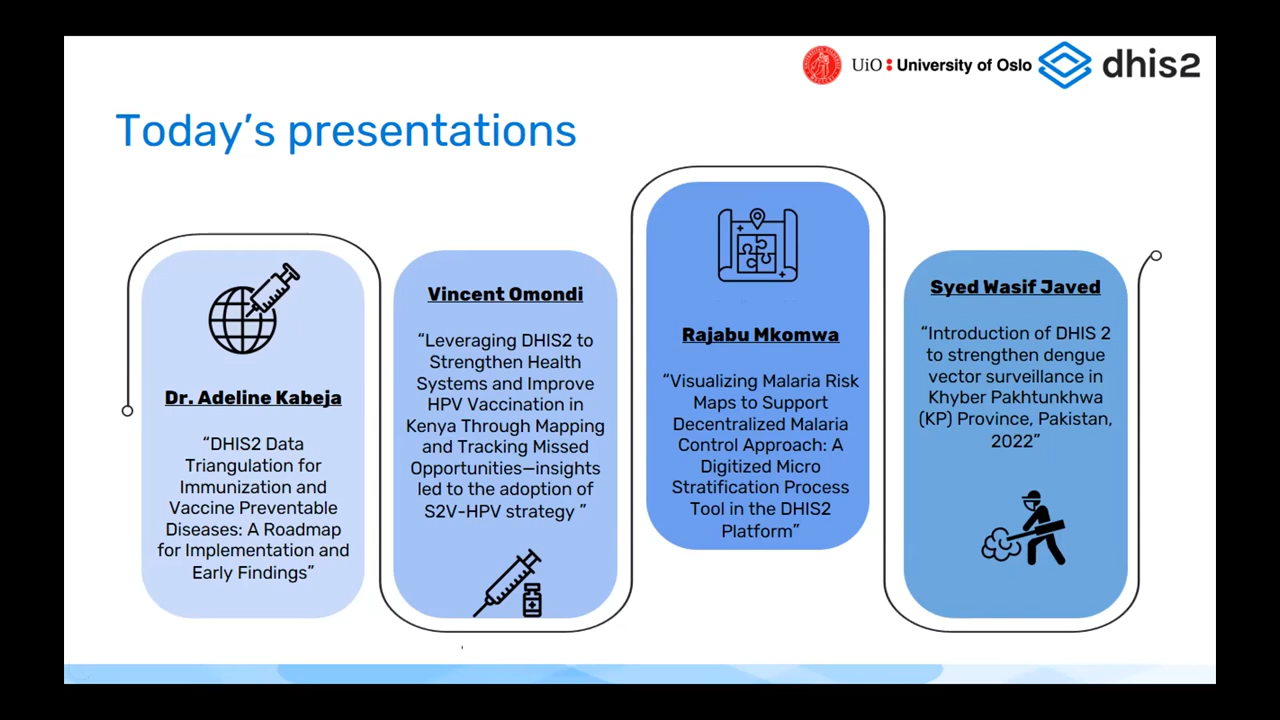 UiO : University of Oslo dhis2
Today's presentations
Dr. Adeline Kabeja
“DHIS2 Data
Triangulation for
Immunization and
Vaccine Preventable
Diseases: A Roadmap
for Implementation and
Early Findings”
Vincent Omondi
“Leveraging DHIS2 to
Strengthen Health
Systems and Improve
HPV Vaccination in
Kenya Through Mapping
and Tracking Missed
Opportunities—insights
led to the adoption of
S2V-HPV strategy ”
Rajabu Mkomwa
“Visualizing Malaria Risk
Maps to Support
Decentralized Malaria
Control Approach: A
Digitized Micro
Stratification Process
Tool in the DHIS2
Platform”
Syed Wasif Javed
“Introduction of DHIS 2
to strengthen dengue
vector surveillance in
Khyber Pakhtunkhwa
(KP) Province, Pakistan,
2022”